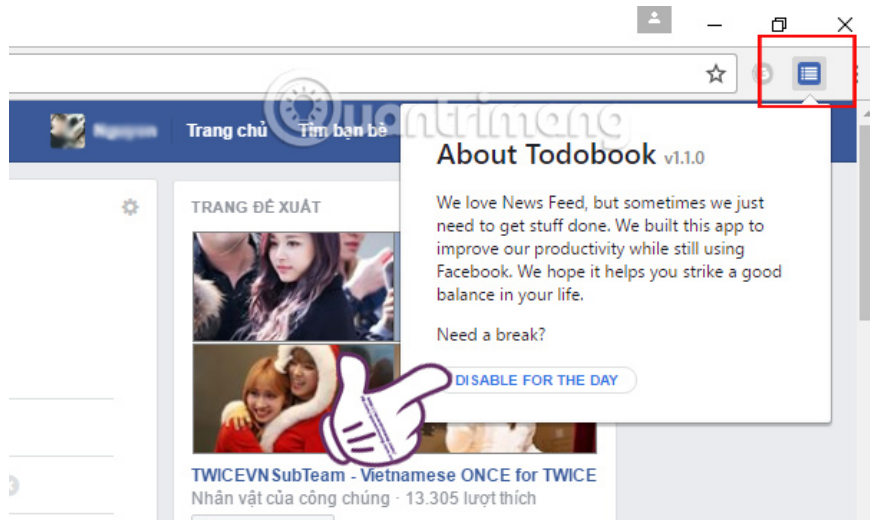 Trang chủ
Tìm bạn bè
uantrimang
About Todobook v1.1.0
TRANG ĐỀ XUẤT
We love News Feed, but sometimes we just
need to get stuff done. We built this app to
improve our productivity while still using
Facebook. We hope it helps you strike a good
balance in your life.
Need a break?
DISABLE FOR THE DAY
TWICEVN SubTeam - Vietnamese ONCE for TWICE
Nhân vật của công chúng · 13.305 lượt thích